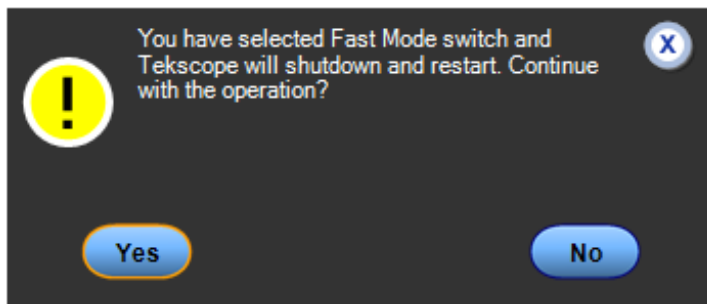 You have selected Fast Mode switch and
Tekscope will shutdown and restart. Continue
with the operation?
X
!
Yes
No